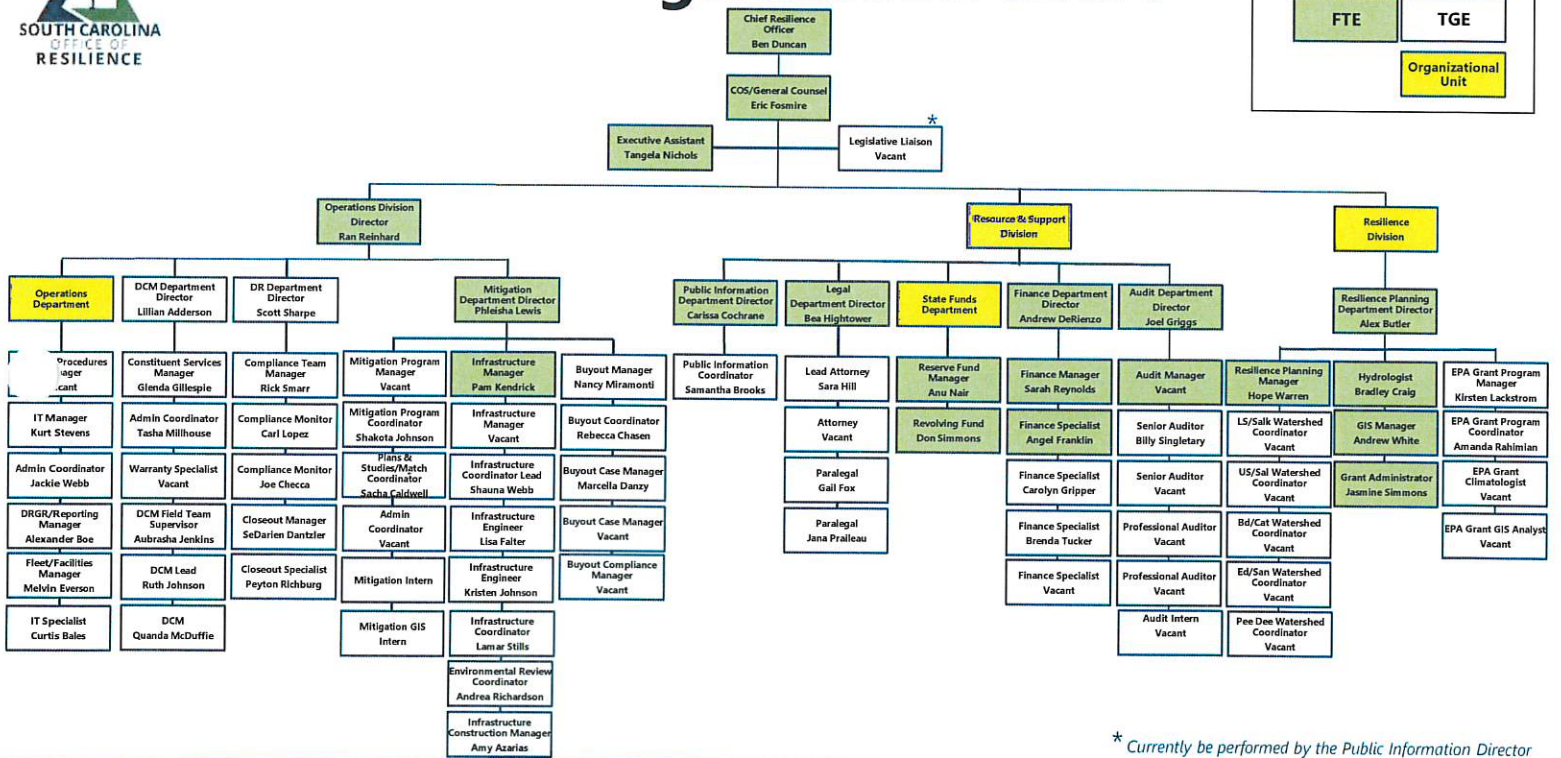 SOUTH CAROLINA
OFFICE OF
RESILIENCE
FTE
TGE
Organizational
Unit
Chief Resilience
Officer
Ben Duncan
COS/General Counsel
Eric Fosmire
Executive Assistant
Tangela Nichols
*
Legislative Liaison
Vacant
Operations Division
Director
Ran Reinhard
Resource & Support
Division
Resilience
Division
Operations
Department
DCM Department
Director
Lillian Adderson
DR Department
Director
Scott Sharpe
Mitigation
Department Director
Phleisha Lewis
Public Information
Department Director
Carissa Cochrane
Legal
Department Director
Bea Hightower
State Funds
Department
Finance Department
Director
Andrew DeRienzo
Audit Department
Director
Joel Griggs
Resilience Planning
Department Director
Alex Butler
Procedures
IT Manager
Kurt Stevens
Admin Coordinator
Jackie Webb
DRGR/Reporting
Manager
Alexander Boe
Fleet/Facilities
Manager
Melvin Everson
IT Specialist
Curtis Bales
Constituent Services
Manager
Glenda Gillespie
Admin Coordinator
Tasha Millhouse
Warranty Specialist
Vacant
DCM Field Team
Supervisor
Aubrasha Jenkins
DCM Lead
Ruth Johnson
DCM
Quanda McDuffie
Compliance Team
Manager
Rick Smarr
Compliance Monitor
Carl Lopez
Compliance Monitor
Joe Checca
Closeout Manager
SeDarien Dantzler
Closeout Specialist
Peyton Richburg
Mitigation Program
Manager
Vacant
Mitigation Program
Coordinator
Shakota Johnson
Plans &
Studies/Match
Coordinator
Sacha Caldwell
Admin
Coordinator
Vacant
Mitigation Intern
Mitigation GIS
Intern
Infrastructure
Manager
Pam Kendrick
Infrastructure
Manager
Vacant
Infrastructure
Coordinator Lead
Shauna Webb
Infrastructure
Engineer
Lisa Falter
Infrastructure
Engineer
Kristen Johnson
Infrastructure
Coordinator
Lamar Stills
Environmental Review
Coordinator
Andrea Richardson
Infrastructure
Construction Manager
Amy Azarias
Buyout Manager
Nancy Miramonti
Buyout Coordinator
Rebecca Chasen
Buyout Case Manager
Marcella Danzy
Buyout Case Manager
Vacant
Buyout Compliance
Manager
Vacant
Public Information
Coordinator
Samantha Brooks
Lead Attorney
Sara Hill
Attorney
Vacant
Paralegal
Gail Fox
Paralegal
Jana Praileau
Reserve Fund
Manager
Anu Nair
Revolving Fund
Don Simmons
Finance Manager
Sarah Reynolds
Finance Specialist
Angel Franklin
Finance Specialist
Carolyn Gripper
Finance Specialist
Brenda Tucker
Finance Specialist
Vacant
Audit Manager
Vacant
Senior Auditor
Billy Singletary
Senior Auditor
Vacant
Professional Auditor
Vacant
Professional Auditor
Vacant
Audit Intern
Vacant
Resilience Planning
Manager
Hope Warren
LS/Salk Watershed
Coordinator
Vacant
US/Sal Watershed
Coordinator
Vacant
Bd/Cat Watershed
Coordinator
Vacant
Ed/San Watershed
Coordinator
Vacant
Pee Dee Watershed
Coordinator
Vacant
Hydrologist
Bradley Craig
GIS Manager
Andrew White
Grant Administrator
Jasmine Simmons
EPA Grant Program
Manager
Kirsten Lackstrom
EPA Grant Program
Coordinator
Amanda Rahimian
EPA Grant
Climatologist
Vacant
EPA Grant GIS Analyst
Vacant
* Currently be performed by the Public Information Director